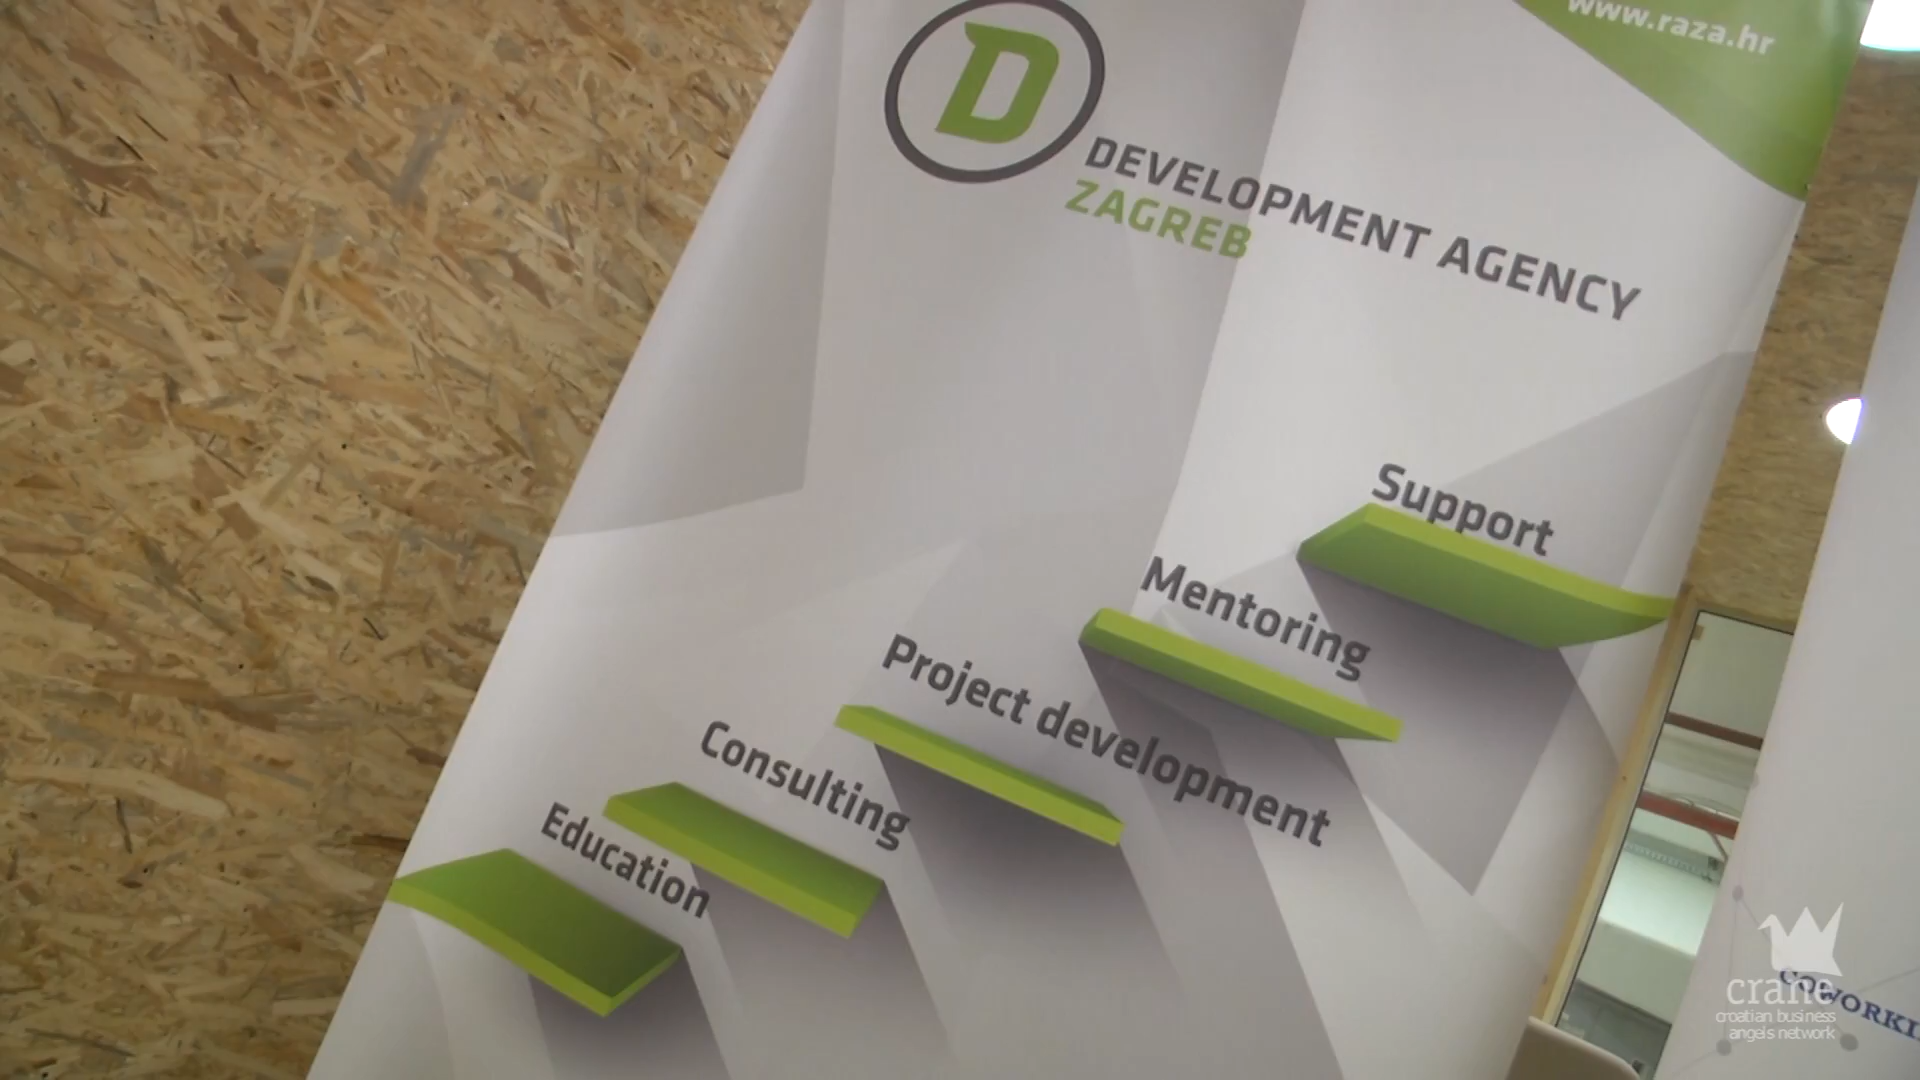 www.raza.hr
D
DEVELOPMENT AGENCY
ZAGREB
Support
Mentoring
Project development
Consulting
Education
crane
croatian business
angels network